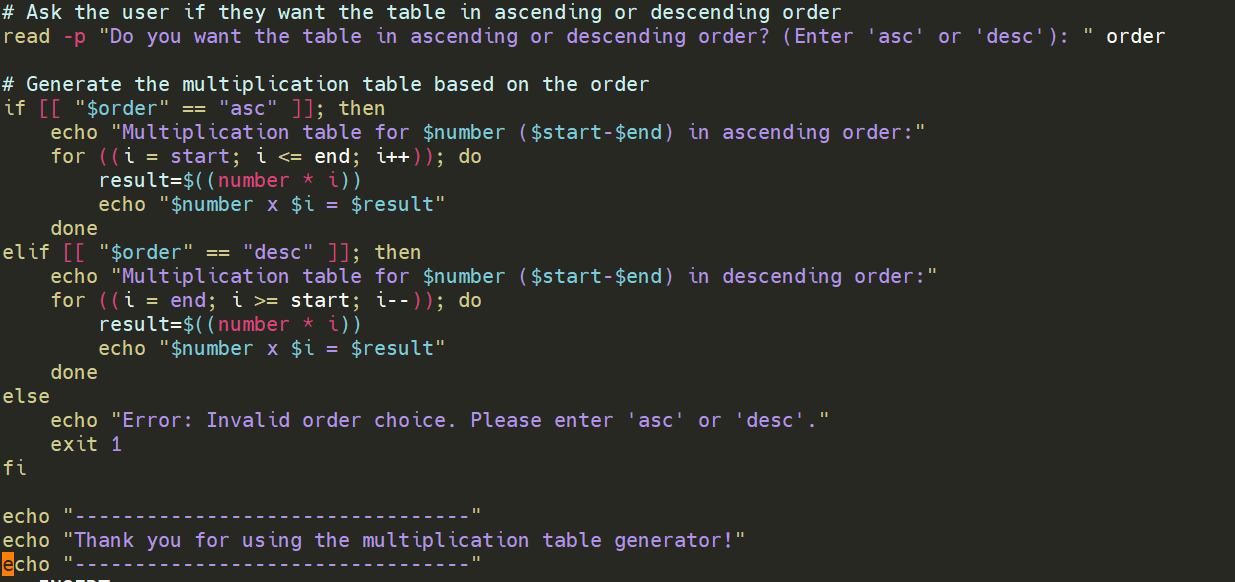 # Ask the user if they want the table in ascending or descending order
read -p "Do you want the table in ascending or descending order? (Enter 'asc' or 'desc'): " order

# Generate the multiplication table based on the order
if [[ "$order" == "asc" ]]; then
    echo "Multiplication table for $number ($start-$end) in ascending order:"
    for ((i = start; i <= end; i++)); do
        result=$((number * i))
        echo "$number x $i = $result"
    done
elif [[ "$order" == "desc" ]]; then
    echo "Multiplication table for $number ($start-$end) in descending order:"
    for ((i = end; i >= start; i--)); do
        result=$((number * i))
        echo "$number x $i = $result"
    done
else
    echo "Error: Invalid order choice. Please enter 'asc' or 'desc'."
    exit 1
fi

echo "---------------------------------"
echo "Thank you for using the multiplication table generator!"
echo "---------------------------------"